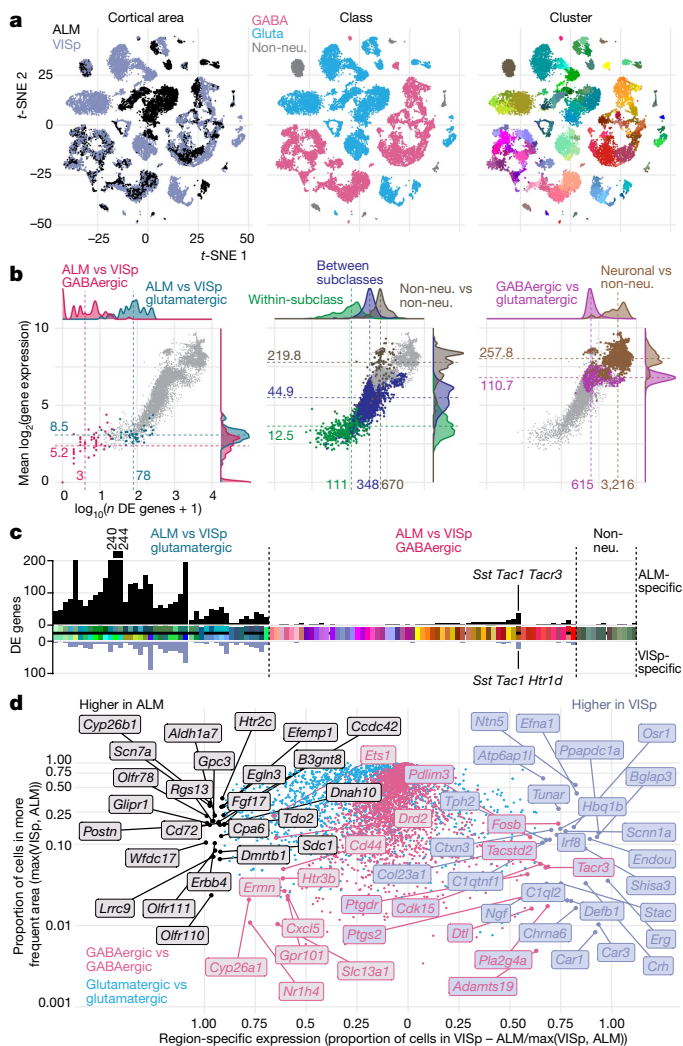 a
Cortical area
Class
Cluster
ALM
VISp
GABA
Gluta
Non-neu.
t-SNE 2
25
0
−25
−50
−25
0
25
50
t-SNE 1
b
ALM vs VISp
GABAergic
ALM vs VISp
glutamatergic
Between
subclasses
Within-subclass
Non-neu. vs
non-neu.
GABAergic vs
glutamatergic
Neuronal vs
non-neu.
Mean log2(gene expression)
10
5
0
8.5
5.2
3
78
0
1
2
3
4
log10(n DE genes + 1)
219.8
44.9
12.5
111
348
670
257.8
110.7
615
3,216
c
ALM vs VISp
glutamatergic
ALM vs VISp
GABAergic
Non-
neu.
240
244
DE genes
200
100
0
0
100
Sst Tac1 Tacr3
ALM-
specific
VISp-
specific
Sst Tac1 Htr1d
d
Higher in ALM
Higher in VISp
Cyp26b1
Aldh1a7
Htr2c
Efemp1
Ccdc42
Ntn5
Efna1
Osr1
Scn7a
Gpc3
Egln3
B3gnt8
Ets1
Atp6ap1l
Ppapdc1a
Olfr78
Rgs13
Fgf17
Dnah10
Pdlim3
Tunar
Hbq1b
Bglap3
Glipr1
Tdo2
Tph2
Postn
Cd72
Cpa6
Drd2
Fosb
Scnn1a
Wfdc17
Dmrtb1
Sdc1
Cd44
Ctxn3
Tacstd2
Irf8
Endou
Erbb4
Htr3b
Col23a1
C1qtnf1
Tacr3
Shisa3
Lrrc9
Ermn
Ptgdr
Cdk15
C1ql2
Olfr111
Cxcl5
Ngf
Defb1
Stac
Olfr110
Gpr101
Ptgs2
Dtl
Chrna6
Erg
Cyp26a1
Slc13a1
Pla2g4a
Car1
Car3
Crh
Nr1h4
Adamts19
GABAergic vs
GABAergic
Glutamatergic vs
glutamatergic
Proportion of cells in more
frequent area (max(VISp, ALM))
1.00
0.75
0.50
0.25
0.10
0.01
0.001
1.00
0.75
0.50
0.25
0
0.25
0.50
0.75
1.00
Region-specific expression (proportion of cells in VISp − ALM/max(VISp, ALM))